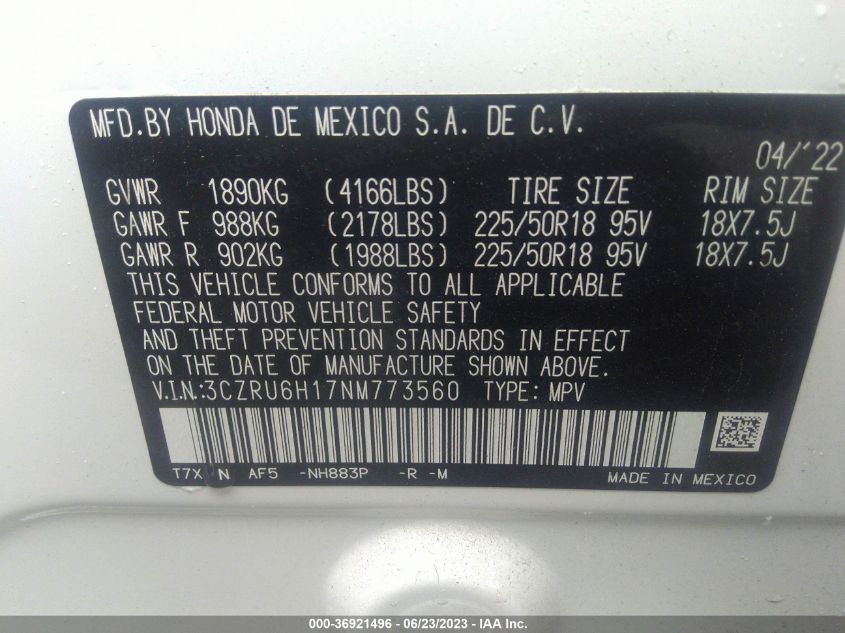 MFD.BY HONDA DE MEXICO S.A. DE C.V.
04/'22
GVWR 1890KG (4166LBS) TIRE SIZE RIM SIZE
GAWR F 988KG (2178LBS) 225/50R18 95V 18X7.5J
GAWR R 902KG (1988LBS) 225/50R18 95V 18X7.5J
THIS VEHICLE CONFORMS TO ALL APPLICABLE
FEDERAL MOTOR VEHICLE SAFETY
AND THEFT PREVENTION STANDARDS IN EFFECT
ON THE DATE OF MANUFACTURE SHOWN ABOVE.
V.I.N.:3CZRU6H17NM773560 TYPE: MPV
T7X N AF5 -NH883P -R -M
MADE IN MEXICO
000-36921496 - 06/23/2023 - IAA Inc.